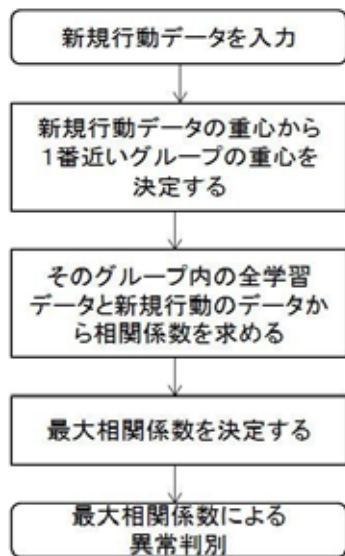 新規行動データを入力
新規行動データの重心から
1番近いグループの重心を
決定する
そのグループ内の全学習
データと新規行動のデータか
ら相関係数を求める
最大相関係数を決定する
最大相関係数による
異常判別